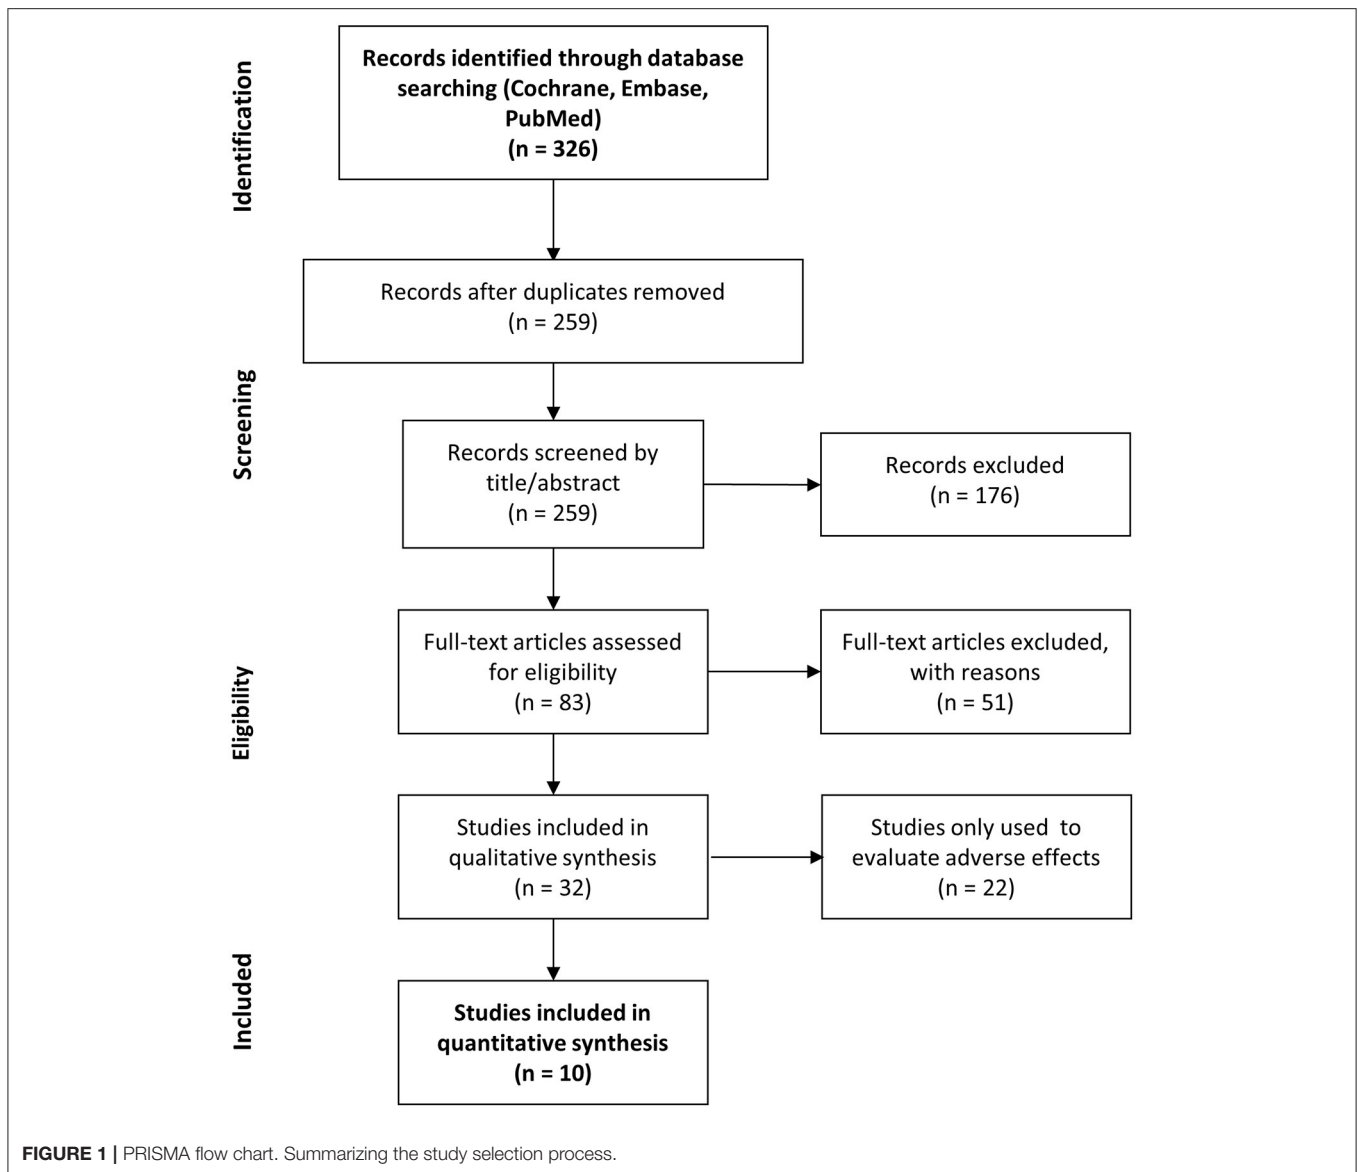 Identification
Records identified through database
searching (Cochrane, Embase,
PubMed)
(n = 326)
Records after duplicates removed
(n = 259)
Screening
Records screened by
title/abstract
(n = 259)
Records excluded
(n = 176)
Eligibility
Full-text articles assessed
for eligibility
(n = 83)
Full-text articles excluded,
with reasons
(n = 51)
Studies included in
qualitative synthesis
(n = 32)
Studies only used to
evaluate adverse effects
(n = 22)
Included
Studies included in
quantitative synthesis
(n = 10)
FIGURE 1 | PRISMA flow chart. Summarizing the study selection process.